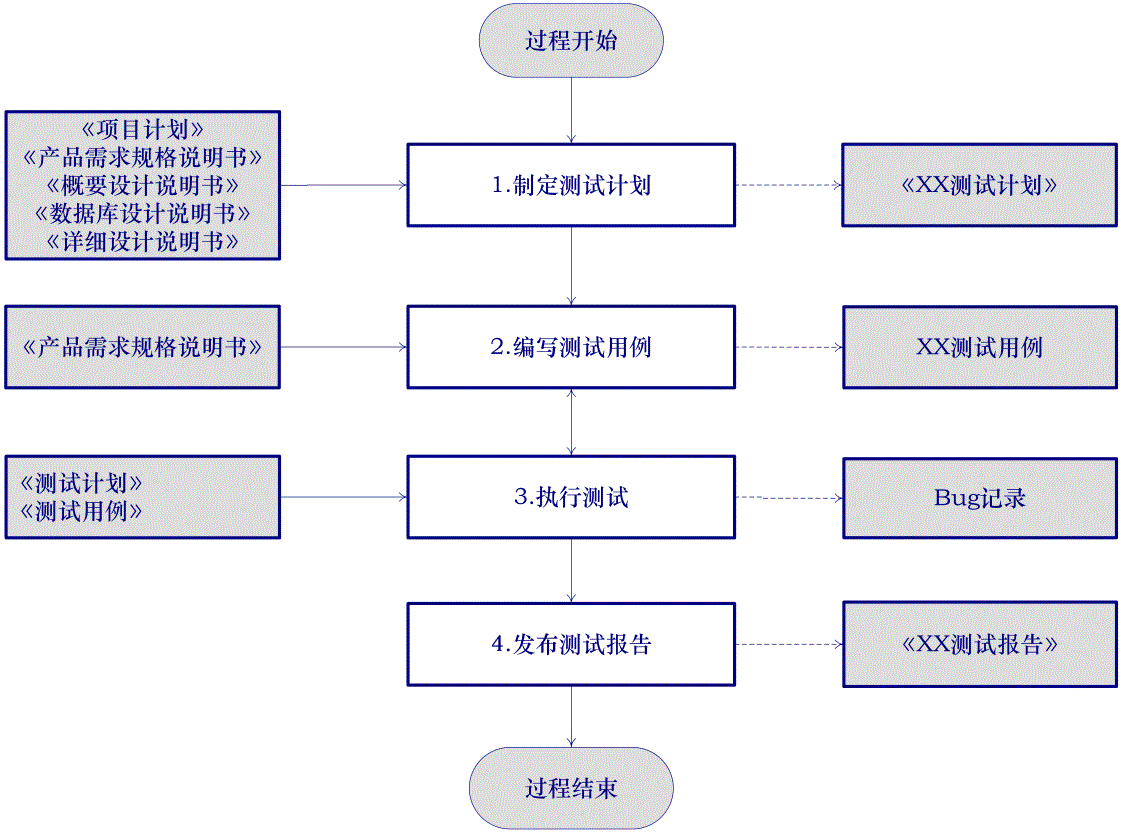 过程开始
《项目计划》
《产品需求规格说明书》
《概要设计说明书》
《数据库设计说明书》
《详细设计说明书》
1.制定测试计划
《XX测试计划》
《产品需求规格说明书》
2.编写测试用例
XX测试用例
《测试计划》
《测试用例》
3.执行测试
Bug记录
4.发布测试报告
《XX测试报告》
过程结束